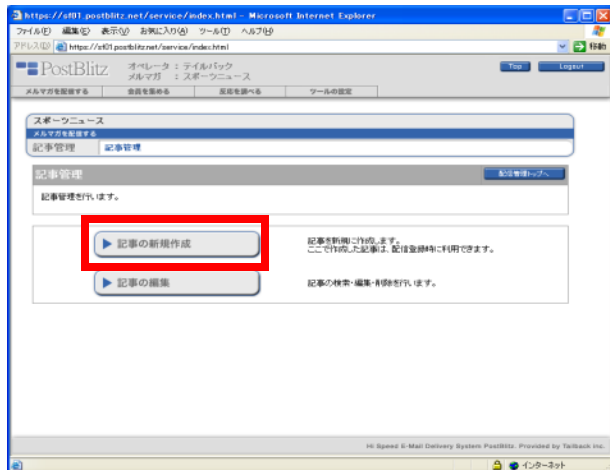 https://st01.postblitz.net/service/index.html - Microsoft Internet Explorer
ファイル(F) 編集(E) 表示(V) お気に入り(A) ツール(T) ヘルプ(H)
アドレス(D) https://st01.postblitz.net/service/index.html 移動
PostBlitz オペレータ : テイルバック Top Logout
メルマガ : スポーツニュース
メルマガを配信する 会員を集める 反応を調べる ツールの設定
スポーツニュース
メルマガを配信する
記事管理 記事管理
記事管理 配信管理トップへ
記事管理を行います。
記事の新規作成 記事を新規に作成します。
ここで作成した記事は、配信登録時に利用できます。
記事の編集 記事の検索・編集・削除を行います。
Hi Speed E-Mail Delivery System PostBlitz. Provided by Tailback Inc.
インターネット